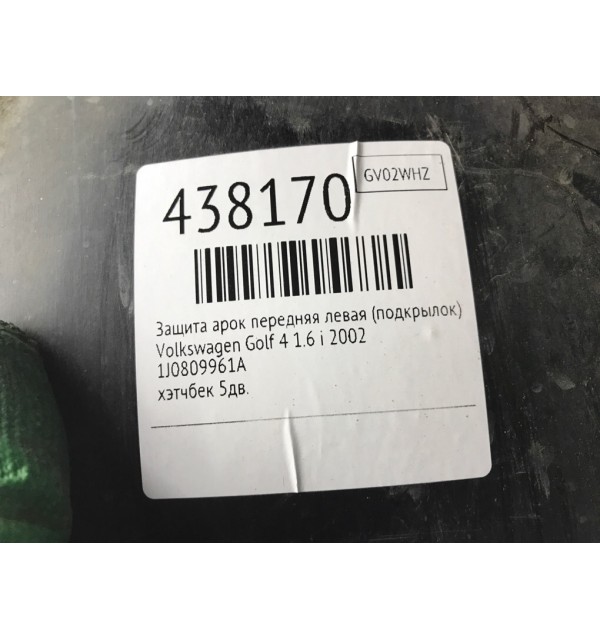 438170
GV02WHZ
Защита арок передняя левая (подкрылок)
Volkswagen Golf 4 1.6 i 2002
1J0809961A
хэтчбек 5дв.